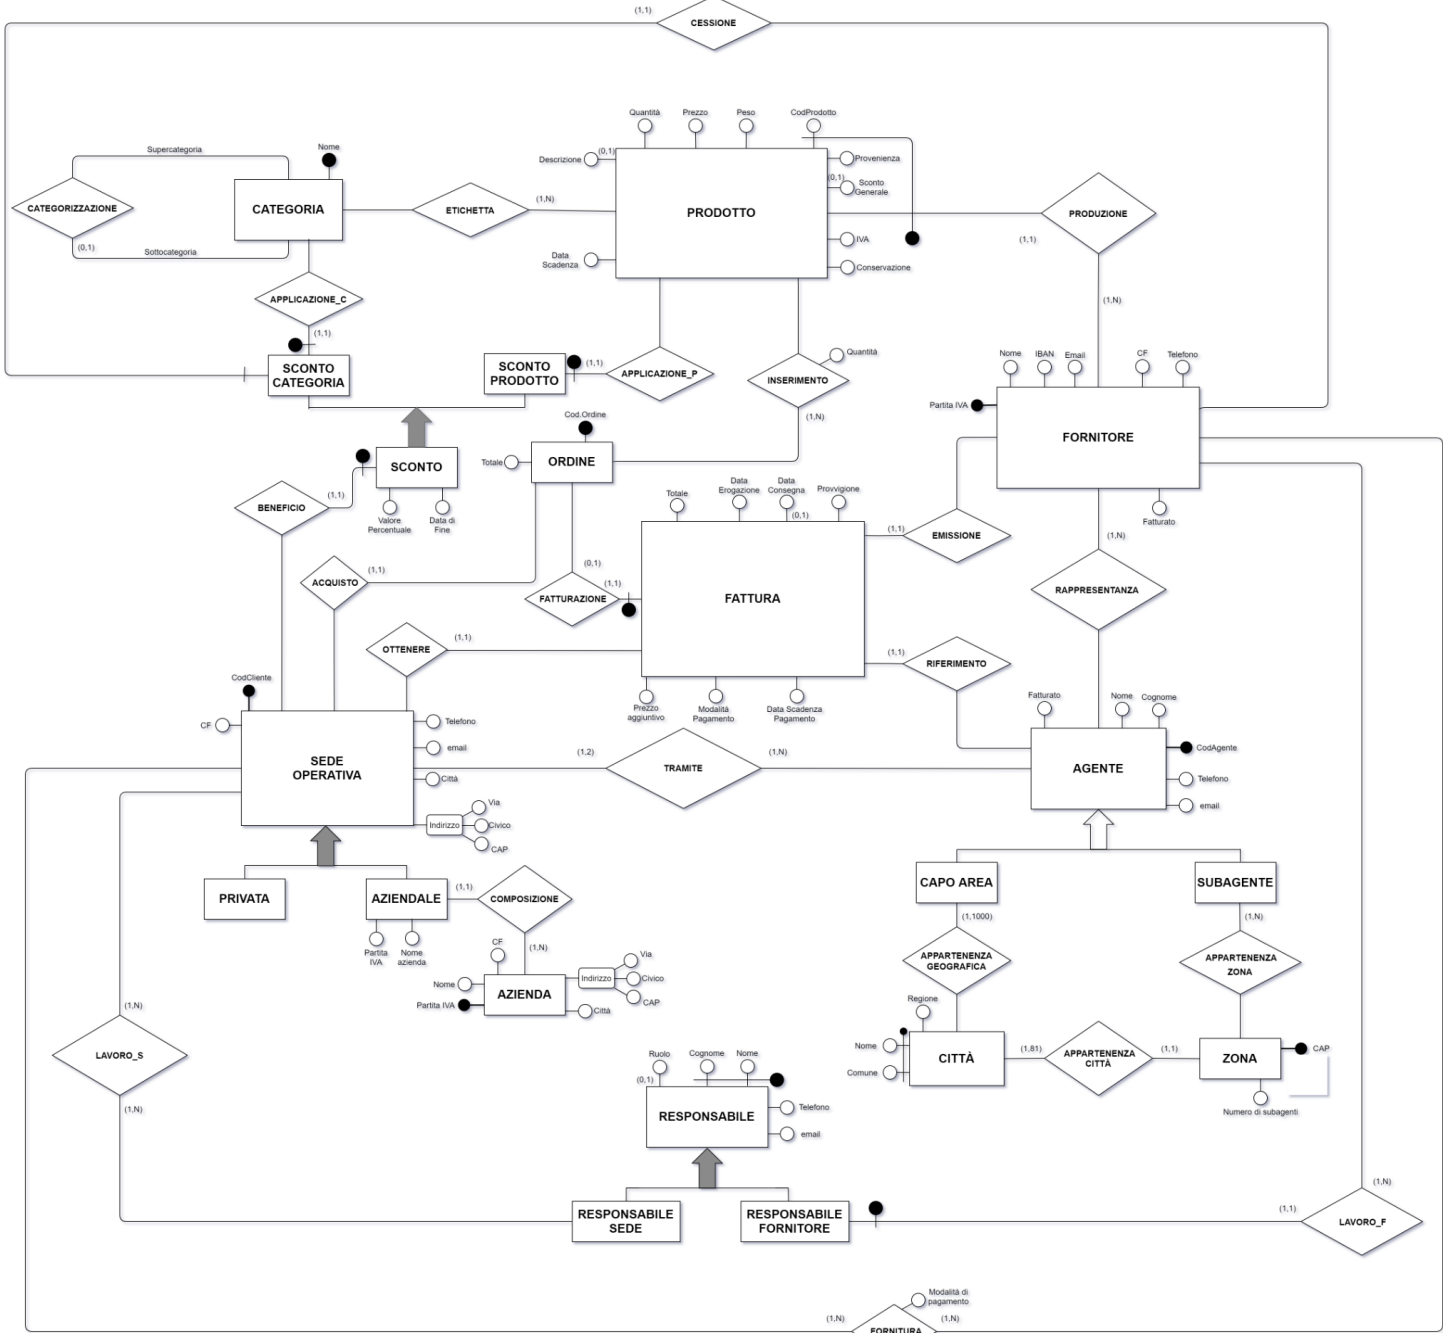 (1,1)
CESSIONE
Quantità
Prezzo
Peso
CodProdotto
Supercategoria
Nome
Descrizione
(0,1)
Provenienza
(0,1)
Sconto
Generale
CATEGORIZZAZIONE
CATEGORIA
ETICHETTA
(1,N)
PRODOTTO
PRODUZIONE
(1,1)
(0,1)
Sottocategoria
Data
Scadenza
IVA
Conservazione
APPLICAZIONE_C
(1,N)
(1,1)
SCONTO
CATEGORIA
SCONTO
PRODOTTO
(1,1)
APPLICAZIONE_P
Quantità
INSERIMENTO
(1,N)
Nome
IBAN
Email
CF
Telefono
Partita IVA
FORNITORE
Fatturato
Cod.Ordine
Totale
ORDINE
SCONTO
(1,1)
BENEFICIO
Valore
Percentuale
Data di
Fine
Totale
Data
Erogazione
Data
Consegna
(0,1)
Provvigione
(1,1)
EMISSIONE
(1,N)
ACQUISTO
(1,1)
(0,1)
(1,1)
FATTURAZIONE
FATTURA
RAPPRESENTANZA
OTTENERE
(1,1)
(1,1)
RIFERIMENTO
Prezzo
aggiuntivo
Modalità
Pagamento
Data Scadenza
Pagamento
CodCliente
CF
Telefono
email
Città
SEDE
OPERATIVA
Indirizzo
Via
Civico
CAP
(1,2)
TRAMITE
(1,N)
Fatturato
Nome
Cognome
CodAgente
AGENTE
Telefono
email
PRIVATA
AZIENDALE
(1,1)
COMPOSIZIONE
Partita
IVA
Nome
azienda
(1,N)
CF
Nome
Partita IVA
AZIENDA
Indirizzo
Via
Civico
CAP
Città
CAPO AREA
SUBAGENTE
(1,1000)
(1,N)
APPARTENENZA
GEOGRAFICA
APPARTENENZA
ZONA
Regione
Nome
Comune
CITTÀ
(1,81)
APPARTENENZA
CITTÀ
(1,1)
ZONA
CAP
Numero di subagenti
(1,N)
LAVORO_S
(1,N)
Ruolo
(0,1)
Cognome
Nome
RESPONSABILE
Telefono
email
RESPONSABILE
SEDE
RESPONSABILE
FORNITORE
(1,1)
(1,N)
LAVORO_F
Modalità di
pagamento
(1,N)
FORNITURA
(1,N)